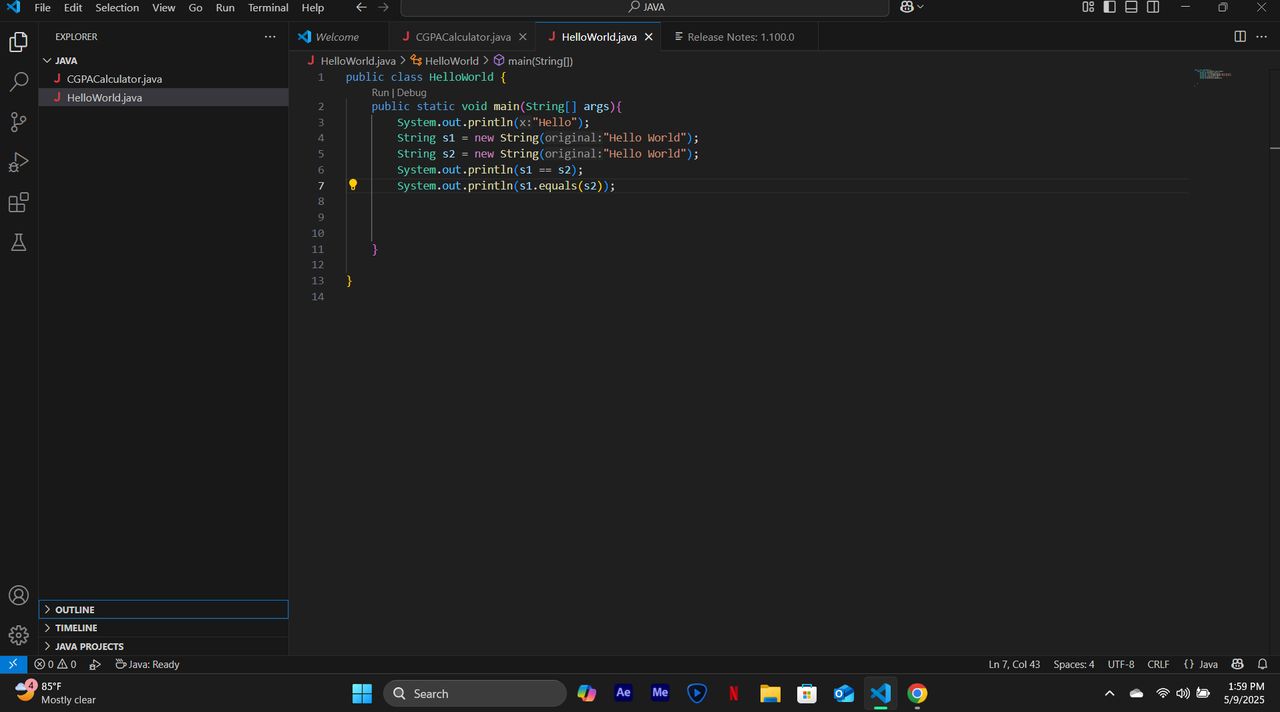 File Edit Selection View Go Run Terminal Help JAVA
EXPLORER
Welcome CGPACalculator.java HelloWorld.java Release Notes: 1.100.0
JAVA
CGPACalculator.java
HelloWorld.java
HelloWorld.java > HelloWorld > main(String[])
1 public class HelloWorld {
Run | Debug
2 public static void main(String[] args){
3 System.out.println(x:"Hello");
4 String s1 = new String(original:"Hello World");
5 String s2 = new String(original:"Hello World");
6 System.out.println(s1 == s2);
7 System.out.println(s1.equals(s2));
8
9
10
11 }
12
13 }
14
OUTLINE
TIMELINE
JAVA PROJECTS
0 0 Java: Ready Ln 7, Col 43 Spaces: 4 UTF-8 CRLF {} Java
4 85°F
Mostly clear
Search
Ae Me N
1:59 PM
5/9/2025